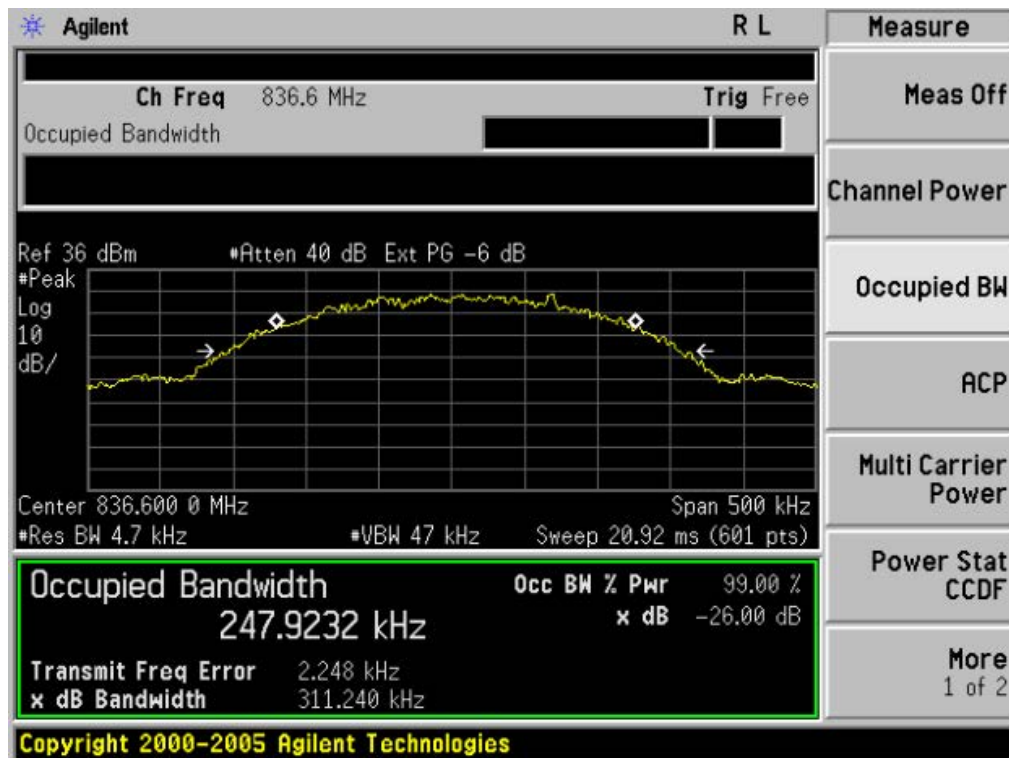 Agilent R L
Ch Freq 836.6 MHz Trig Free
Occupied Bandwidth
Ref 36 dBm #Atten 40 dB Ext PG -6 dB
#Peak
Log
10
dB/
Center 836.600 0 MHz Span 500 kHz
#Res BW 4.7 kHz #VBW 47 kHz Sweep 20.92 ms (601 pts)
Occupied Bandwidth
247.9232 kHz
Occ BW % Pwr 99.00 %
x dB -26.00 dB
Transmit Freq Error 2.248 kHz
x dB Bandwidth 311.240 kHz
Copyright 2000-2005 Agilent Technologies
Measure
Meas Off
Channel Power
Occupied BW
ACP
Multi Carrier
Power
Power Stat
CCDF
More
1 of 2